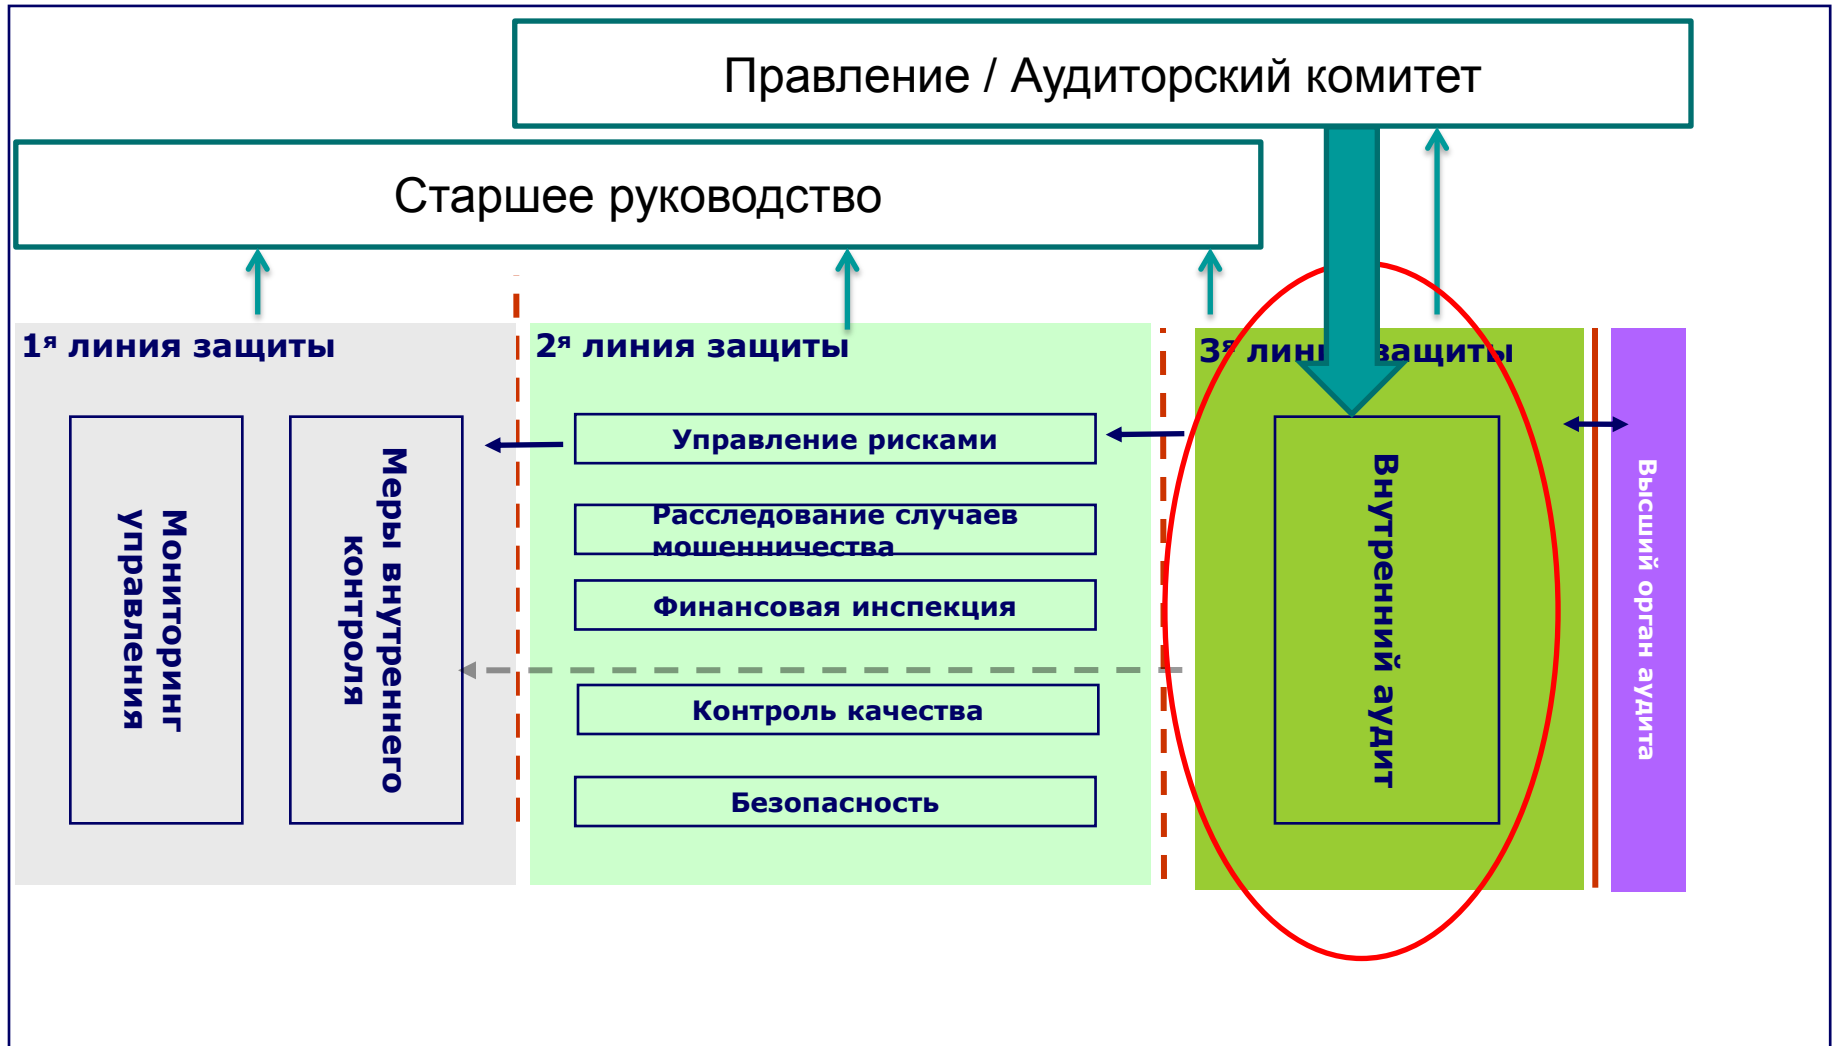 Правление / Аудиторский комитет
Старшее руководство
1я линия защиты
Мониторинг
управления
Меры внутреннего
контроля
2я линия защиты
Управление рисками
Расследование случаев
мошенничества
Финансовая инспекция
Контроль качества
Безопасность
3я линия защиты
Внутренний аудит
Высший орган аудита